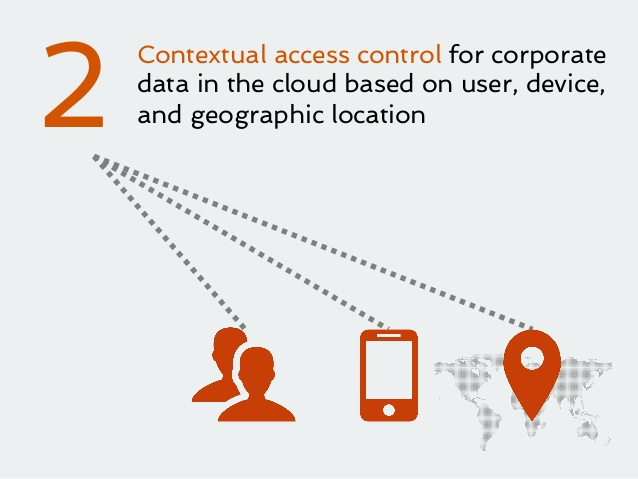 2
Contextual access control for corporate
data in the cloud based on user, device,
and geographic location